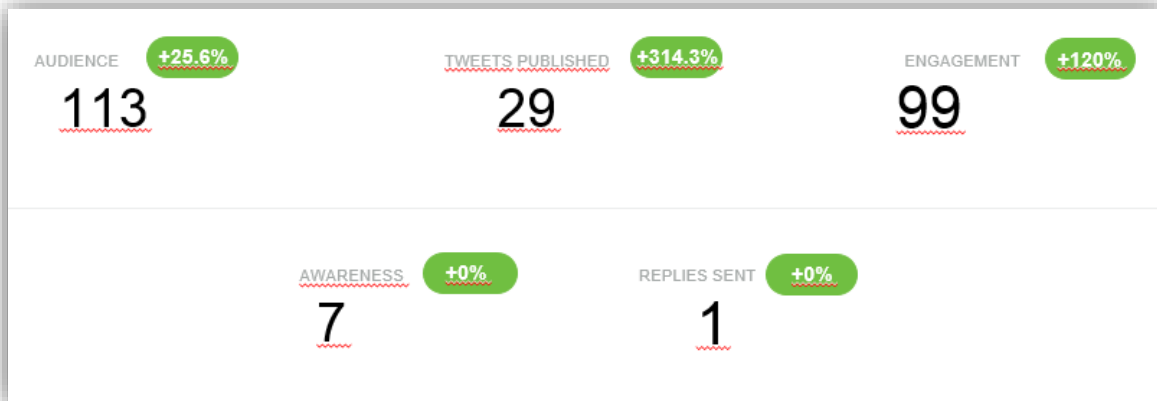 AUDIENCE +25.6%
113
TWEETS PUBLISHED +314.3%
29
ENGAGEMENT +120%
99
AWARENESS +0%
7
REPLIES SENT +0%
1